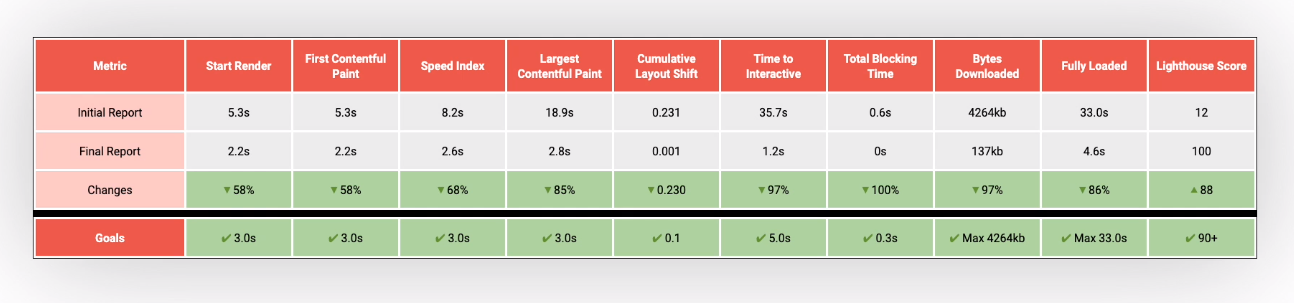 Metric Start Render First Contentful Paint Speed Index Largest Contentful Paint Cumulative Layout Shift Time to Interactive Total Blocking Time Bytes Downloaded Fully Loaded Lighthouse Score
Initial Report 5.3s 5.3s 8.2s 18.9s 0.231 35.7s 0.6s 4264kb 33.0s 12
Final Report 2.2s 2.2s 2.6s 2.8s 0.001 1.2s 0s 137kb 4.6s 100
Changes ▼58% ▼58% ▼68% ▼85% ▼0.230 ▼97% ▼100% ▼97% ▼86% ▲88
Goals ✔3.0s ✔3.0s ✔3.0s ✔3.0s ✔0.1 ✔5.0s ✔0.3s ✔Max 4264kb ✔Max 33.0s ✔90+